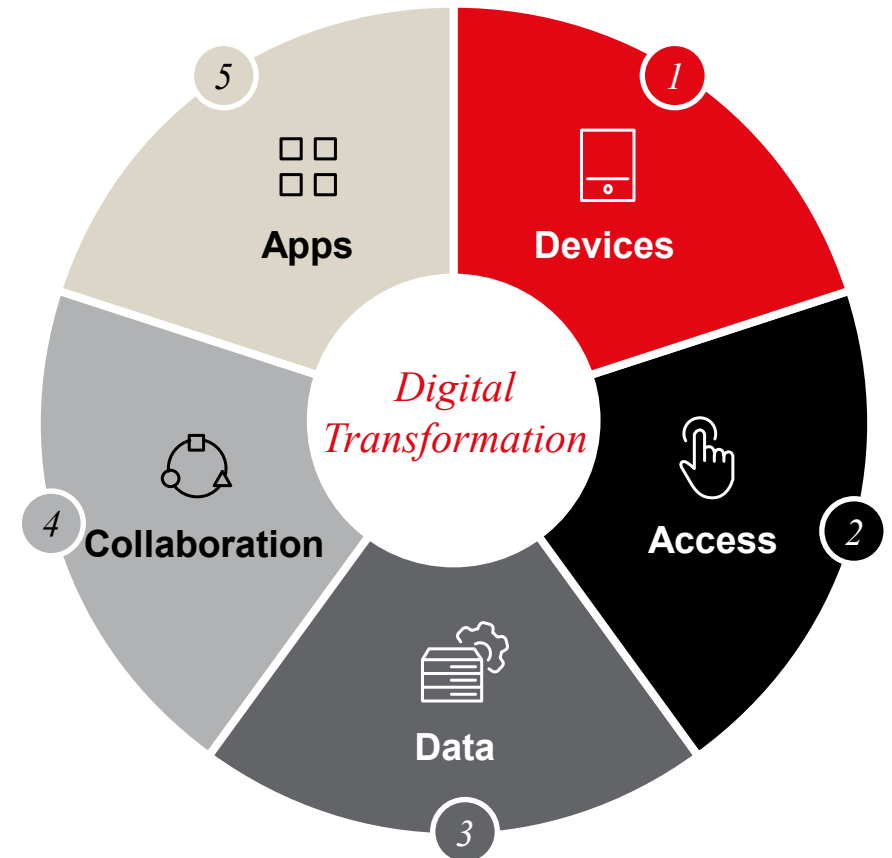 5
1
Apps
Devices
Digital
Transformation
4
Collaboration
Access
2
Data
3